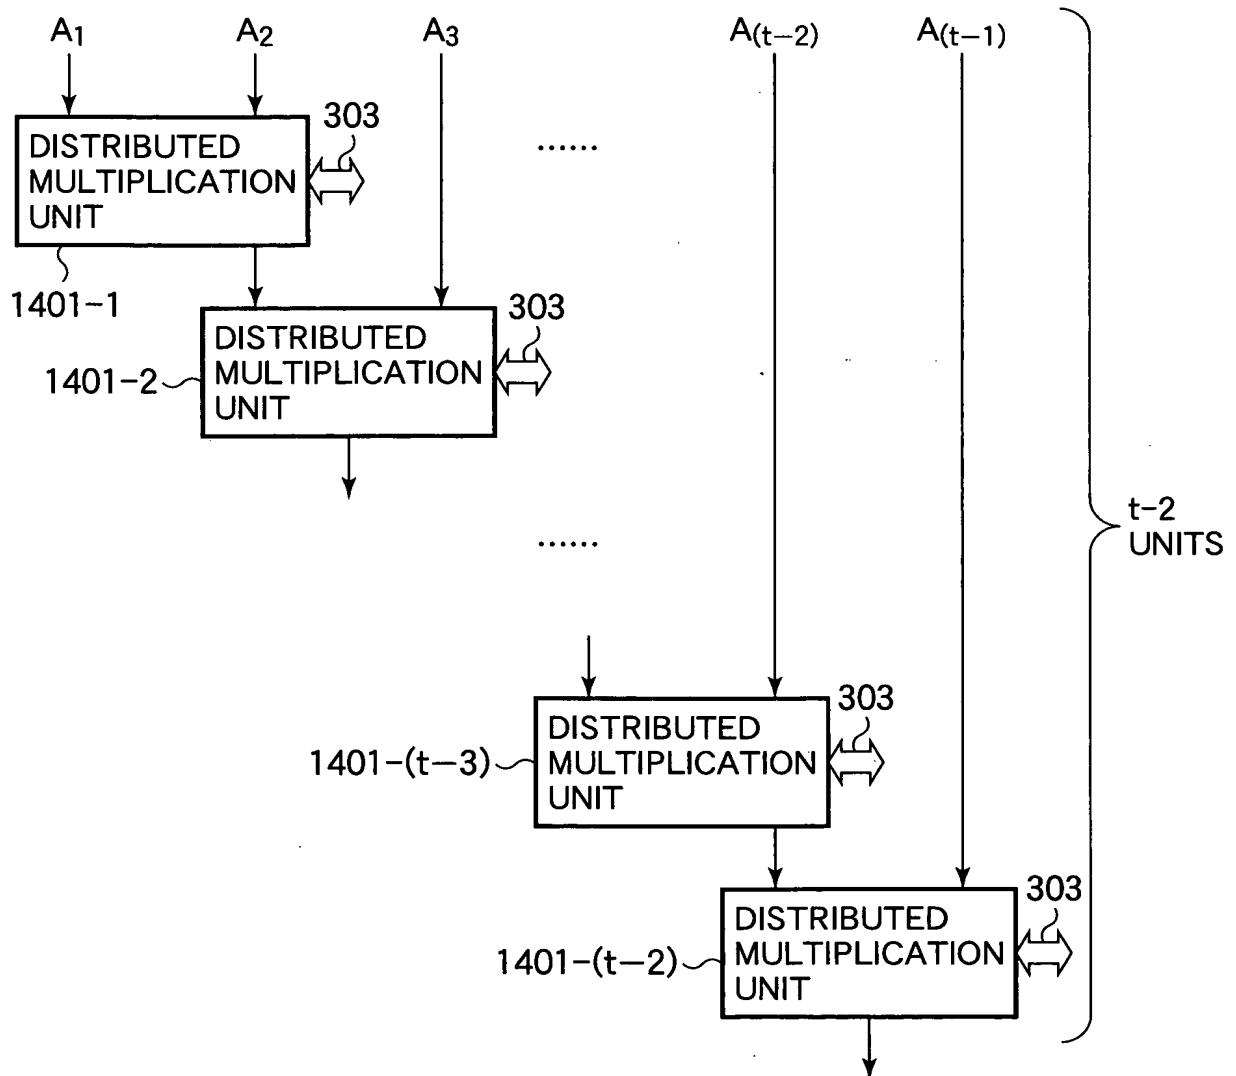 A1 A2 A3 A(t-2) A(t-1)
303
DISTRIBUTED
MULTIPLICATION
UNIT
......
1401-1
303
DISTRIBUTED
MULTIPLICATION
UNIT
1401-2
t-2
UNITS
......
303
DISTRIBUTED
MULTIPLICATION
UNIT
1401-(t-3)
303
DISTRIBUTED
MULTIPLICATION
UNIT
1401-(t-2)